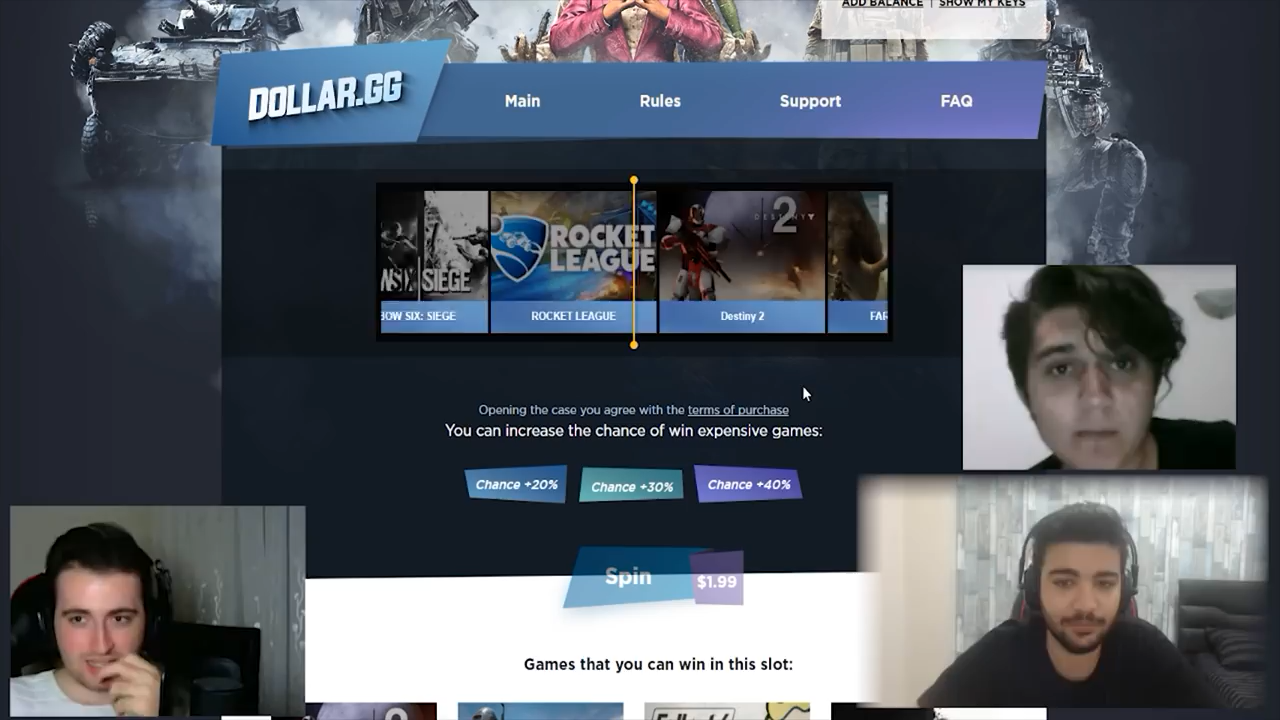 ADD BALANCE | SHOW MY KEYS
DOLLAR.GG
Main
Rules
Support
FAQ
SIEGE
ROCKET
LEAGUE
DESTINY
2
BOW SIX: SIEGE
ROCKET LEAGUE
Destiny 2
FAR
Opening the case you agree with the terms of purchase
You can increase the chance of win expensive games:
Chance +20%
Chance +30%
Chance +40%
Spin
$1.99
Games that you can win in this slot: